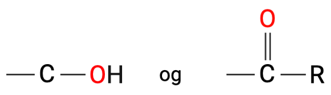 O
— C — OH og — C — R